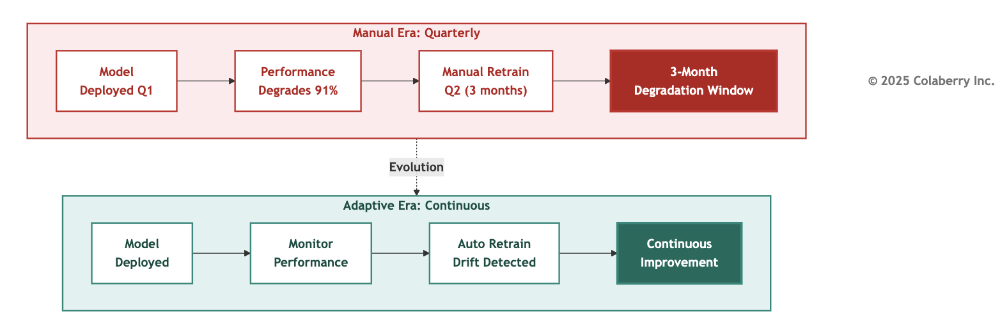 Manual Era: Quarterly
Model
Deployed Q1
Performance
Degrades 91%
Manual Retrain
Q2 (3 months)
3-Month
Degradation Window
© 2025 Colaberry Inc.
Evolution
Adaptive Era: Continuous
Model
Deployed
Monitor
Performance
Auto Retrain
Drift Detected
Continuous
Improvement